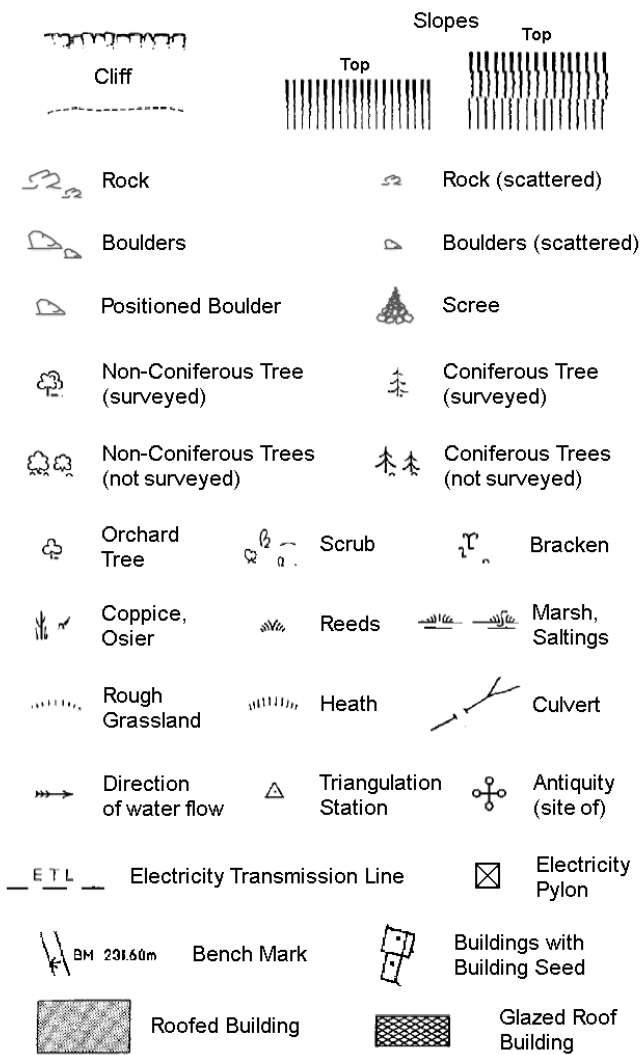 Slopes
Cliff
Top
Top
Rock
Rock (scattered)
Boulders
Boulders (scattered)
Positioned Boulder
Scree
Non-Coniferous Tree
(surveyed)
Coniferous Tree
(surveyed)
Non-Coniferous Trees
(not surveyed)
Coniferous Trees
(not surveyed)
Orchard
Tree
Scrub
Bracken
Coppice,
Osier
Reeds
Marsh,
Saltings
Rough
Grassland
Heath
Culvert
Direction
of water flow
Triangulation
Station
Antiquity
(site of)
E T L
Electricity Transmission Line
Electricity
Pylon
BM 231.60m
Bench Mark
Buildings with
Building Seed
Roofed Building
Glazed Roof
Building